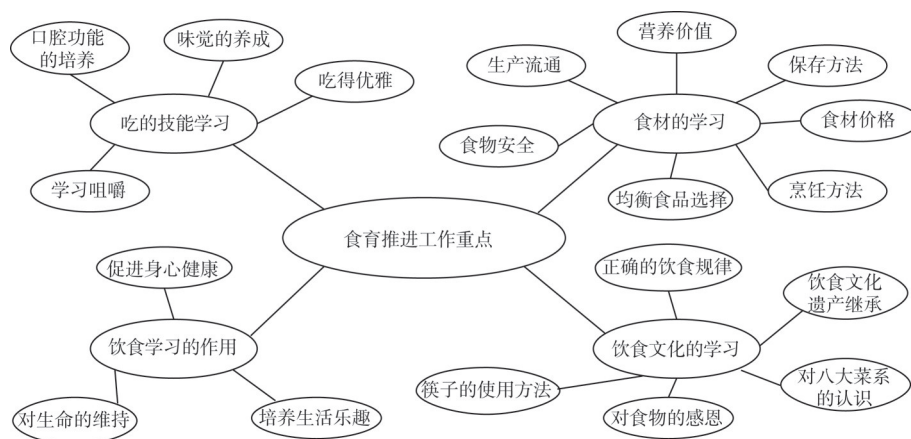 口腔功能
的培养
味觉的养成
吃得优雅
吃的技能学习
学习咀嚼
营养价值
生产流通
保存方法
食材的学习
食材价格
食物安全
均衡食品选择
烹饪方法
食育推进工作重点
促进身心健康
饮食学习的作用
对生命的维持
培养生活乐趣
正确的饮食规律
饮食文化
遗产继承
饮食文化的学习
筷子的使用方法
对食物的感恩
对八大菜系
的认识